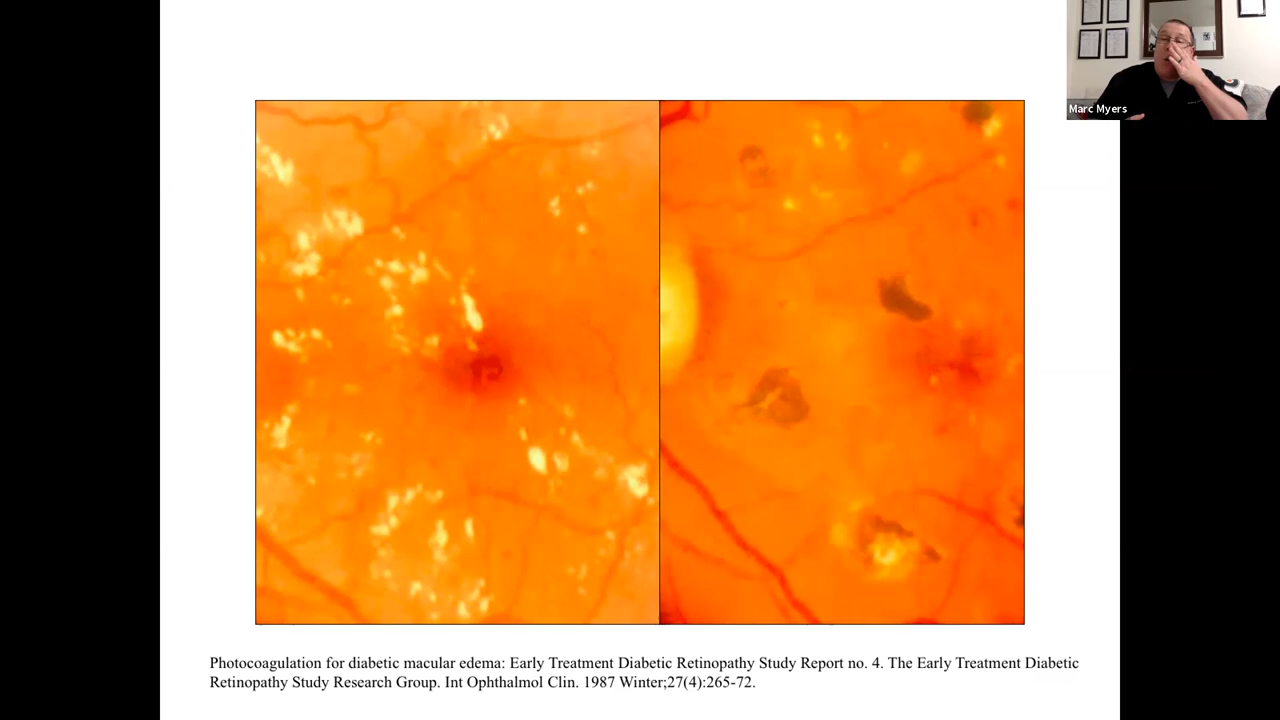 Marc Myers
Photocoagulation for diabetic macular edema: Early Treatment Diabetic Retinopathy Study Report no. 4. The Early Treatment Diabetic
Retinopathy Study Research Group. Int Ophthalmol Clin. 1987 Winter;27(4):265-72.